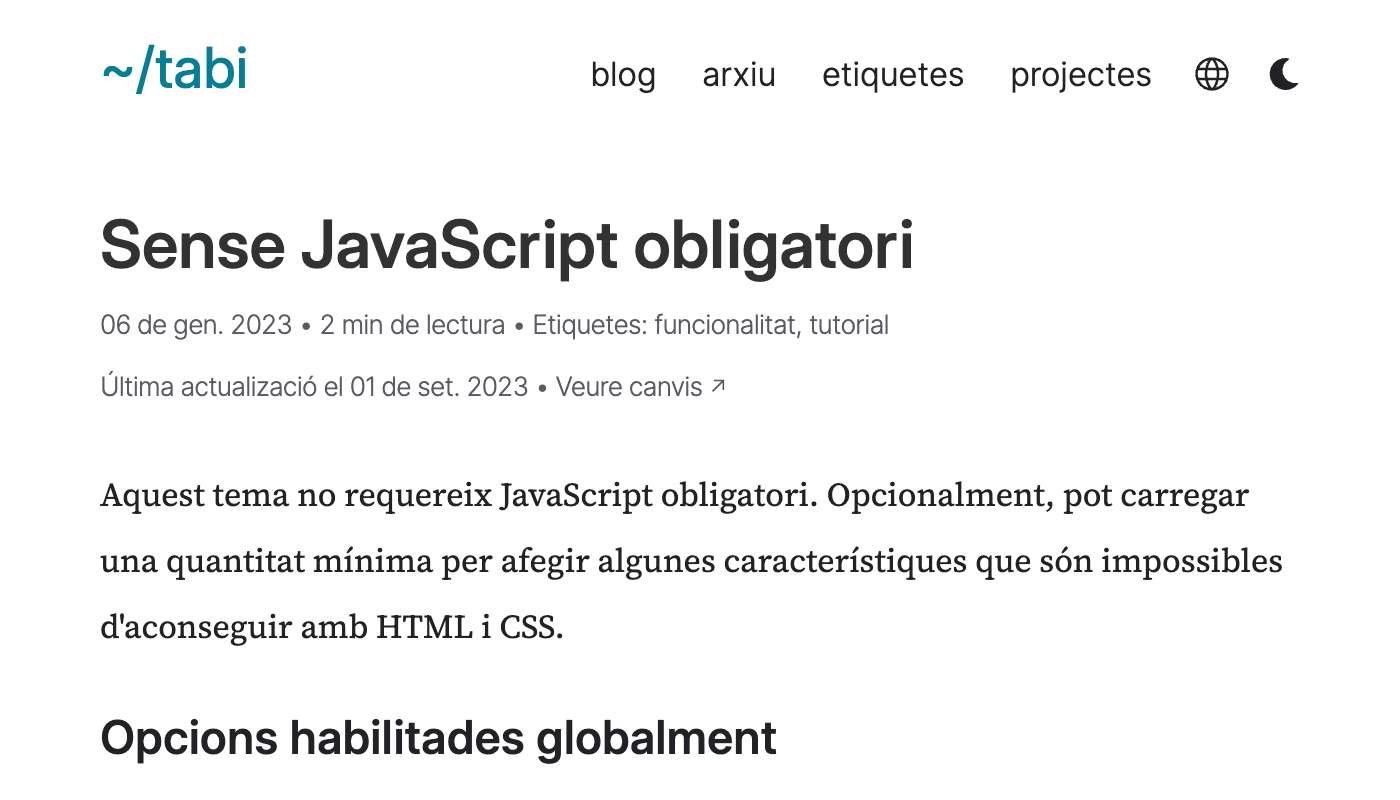 ~/tabi
blog arxiu etiquetes projectes
Sense JavaScript obligatori
06 de gen. 2023 • 2 min de lectura • Etiquetes: funcionalitat, tutorial
Última actualizació el 01 de set. 2023 • Veure canvis ↗
Aquest tema no requereix JavaScript obligatori. Opcionalment, pot carregar
una quantitat mínima per afegir algunes característiques que són impossibles
d'aconseguir amb HTML i CSS.
Opcions habilitades globalment